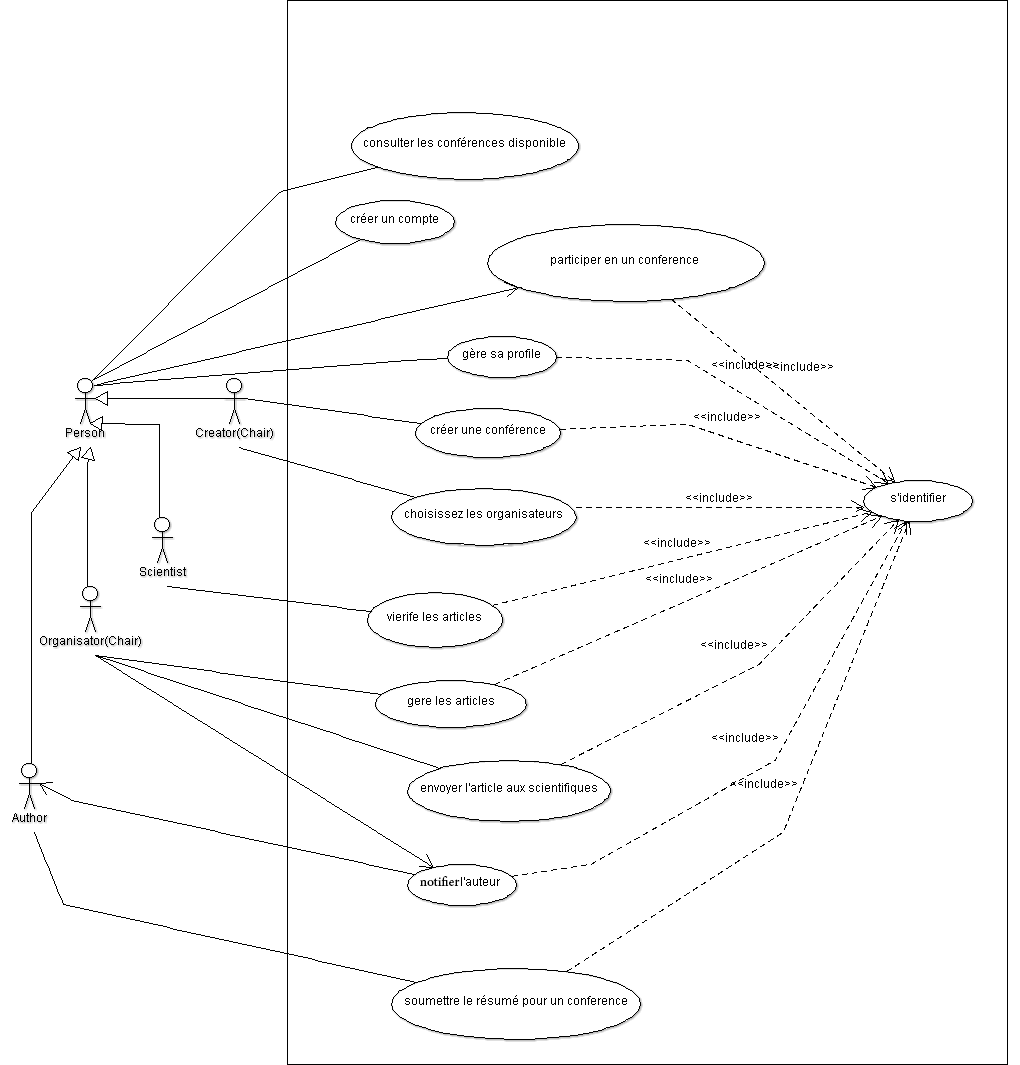 consulter les conférences disponible
créer un compte
participer en un conference
gère sa profile
<<include>>
<<include>>
créer une conférence
<<include>>
Person
Creator(Chair)
choisissez les organisateurs
<<include>>
s'identifier
<<include>>
Scientist
<<include>>
vierife les articles
Organisator(Chair)
<<include>>
gere les articles
<<include>>
envoyer l'article aux scientifiques
<<include>>
Author
notifier l'auteur
soumettre le résumé pour un conference